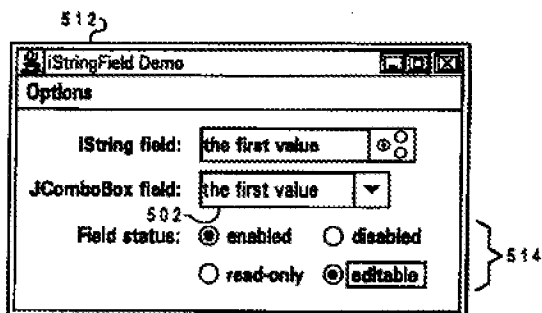 512
iStringField Demo
Options
IString field: the first value
JComboBox field: the first value
502
Field status: enabled disabled
514
read-only editable